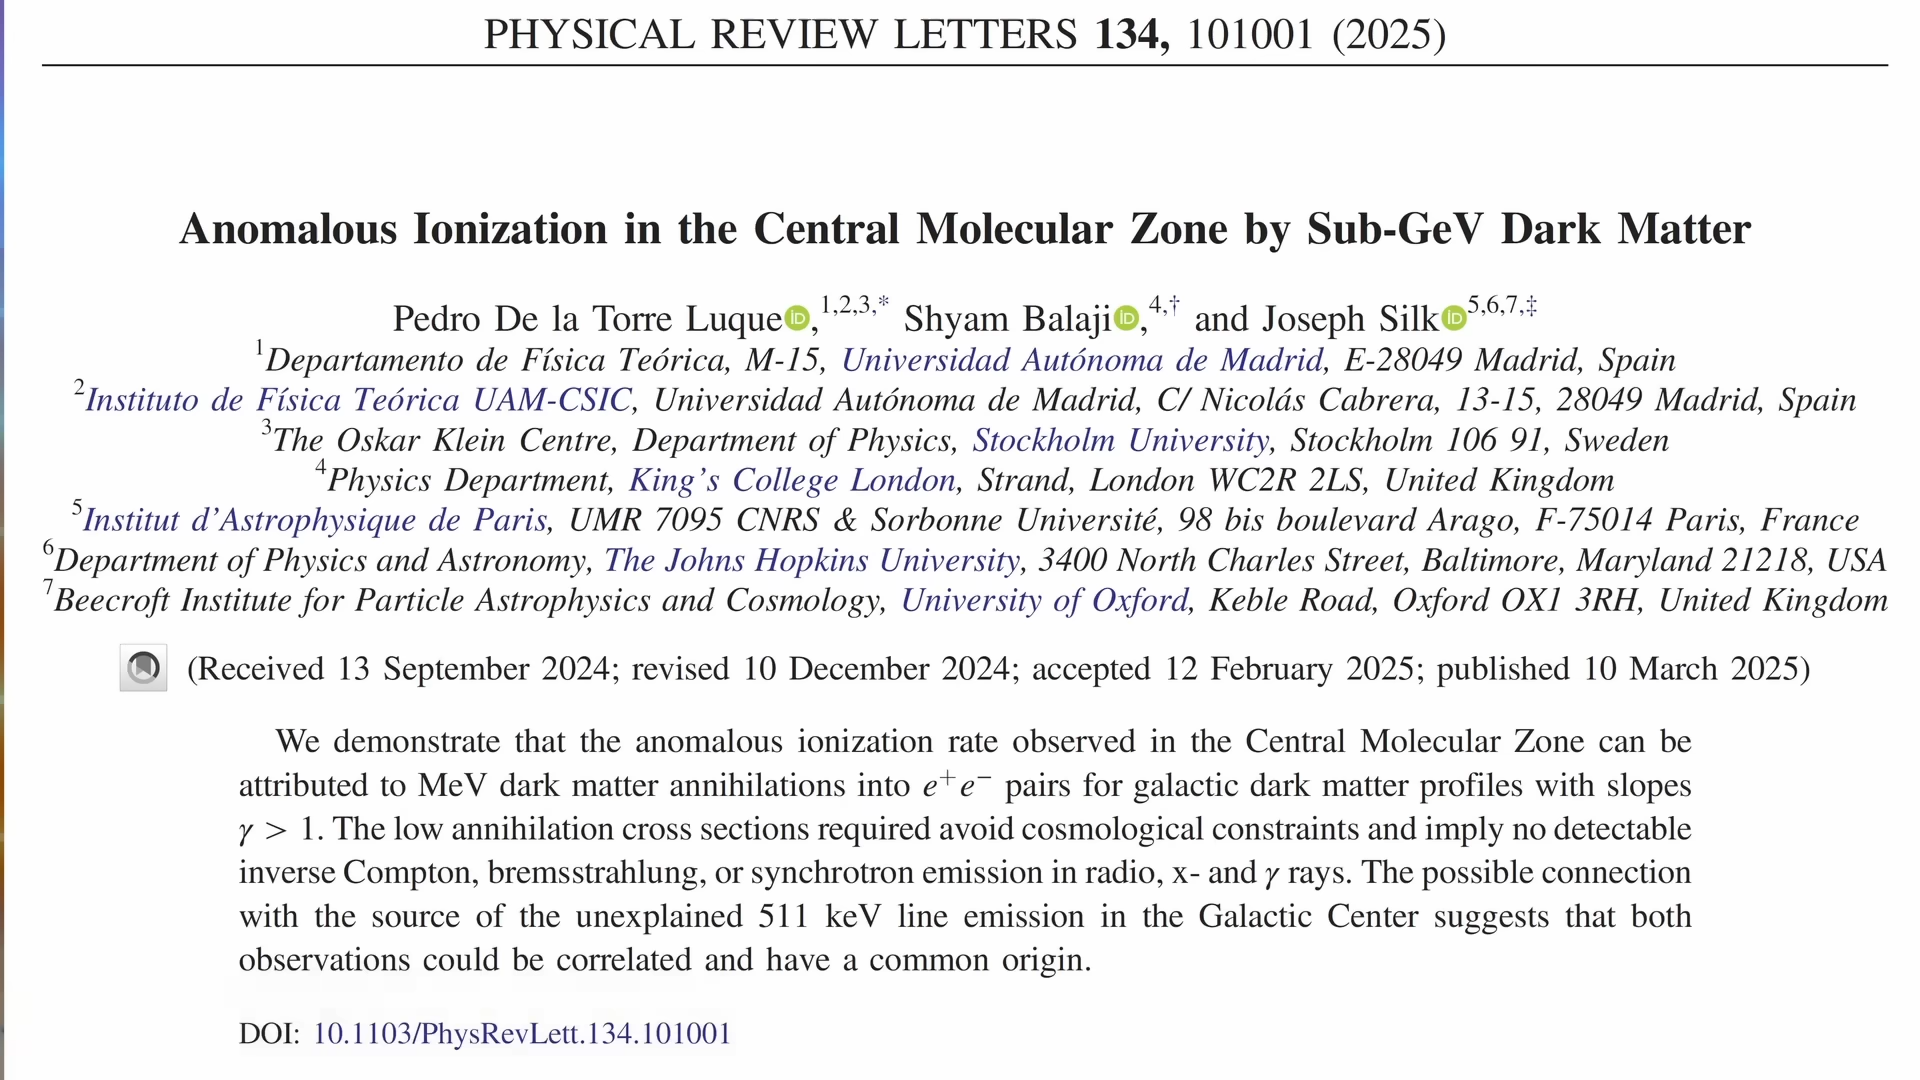 PHYSICAL REVIEW LETTERS 134, 101001 (2025)
Anomalous Ionization in the Central Molecular Zone by Sub-GeV Dark Matter
Pedro De la Torre Luque iD,1,2,3,* Shyam Balaji iD,4,† and Joseph Silk iD5,6,7,‡
1Departamento de Física Teórica, M-15, Universidad Autónoma de Madrid, E-28049 Madrid, Spain
2Instituto de Física Teórica UAM-CSIC, Universidad Autónoma de Madrid, C/ Nicolás Cabrera, 13-15, 28049 Madrid, Spain
3The Oskar Klein Centre, Department of Physics, Stockholm University, Stockholm 106 91, Sweden
4Physics Department, King's College London, Strand, London WC2R 2LS, United Kingdom
5Institut d'Astrophysique de Paris, UMR 7095 CNRS & Sorbonne Université, 98 bis boulevard Arago, F-75014 Paris, France
6Department of Physics and Astronomy, The Johns Hopkins University, 3400 North Charles Street, Baltimore, Maryland 21218, USA
7Beecroft Institute for Particle Astrophysics and Cosmology, University of Oxford, Keble Road, Oxford OX1 3RH, United Kingdom
(Received 13 September 2024; revised 10 December 2024; accepted 12 February 2025; published 10 March 2025)
We demonstrate that the anomalous ionization rate observed in the Central Molecular Zone can be
attributed to MeV dark matter annihilations into e+e− pairs for galactic dark matter profiles with slopes
γ > 1. The low annihilation cross sections required avoid cosmological constraints and imply no detectable
inverse Compton, bremsstrahlung, or synchrotron emission in radio, x- and γ rays. The possible connection
with the source of the unexplained 511 keV line emission in the Galactic Center suggests that both
observations could be correlated and have a common origin.
DOI: 10.1103/PhysRevLett.134.101001